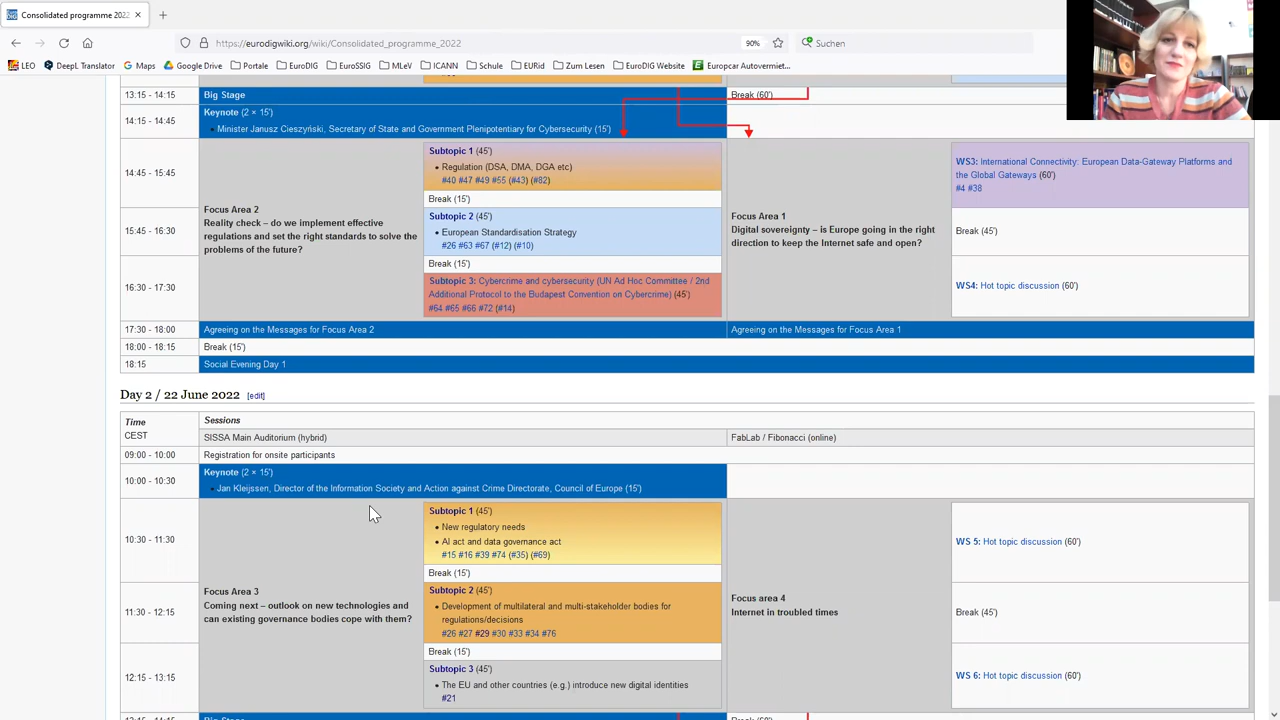 Consolidated programme 2022
https://eurodigwiki.org/wiki/Consolidated_programme_2022
90%
Suchen
LEO
DeepL Translator
Maps
Google Drive
Portale
EuroDIG
EuroSSIG
MLeV
ICANN
Schule
EURid
Zum Lesen
EuroDIG Website
Europcar Autovermiet...
13:15 - 14:15
Big Stage
Break (60')
14:15 - 14:45
Keynote (2 × 15')
Minister Janusz Cieszyński, Secretary of State and Government Plenipotentiary for Cybersecurity (15')
14:45 - 15:45
Focus Area 2
Reality check – do we implement effective
regulations and set the right standards to solve the
problems of the future?
Subtopic 1 (45')
Regulation (DSA, DMA, DGA etc)
#40 #47 #49 #55 (#43) (#82)
Break (15')
Focus Area 1
Digital sovereignty – is Europe going in the right
direction to keep the Internet safe and open?
WS3: International Connectivity: European Data-Gateway Platforms and
the Global Gateways (60')
#4 #38
15:45 - 16:30
Subtopic 2 (45')
European Standardisation Strategy
#26 #63 #67 (#12) (#10)
Break (15')
Break (45')
16:30 - 17:30
Subtopic 3: Cybercrime and cybersecurity (UN Ad Hoc Committee / 2nd
Additional Protocol to the Budapest Convention on Cybercrime) (45')
#64 #65 #66 #72 (#14)
WS4: Hot topic discussion (60')
17:30 - 18:00
Agreeing on the Messages for Focus Area 2
Agreeing on the Messages for Focus Area 1
18:00 - 18:15
Break (15')
18:15
Social Evening Day 1
Day 2 / 22 June 2022 [edit]
Time
CEST
Sessions
SISSA Main Auditorium (hybrid)
FabLab / Fibonacci (online)
09:00 - 10:00
Registration for onsite participants
10:00 - 10:30
Keynote (2 × 15')
Jan Kleijssen, Director of the Information Society and Action against Crime Directorate, Council of Europe (15')
10:30 - 11:30
Focus Area 3
Coming next – outlook on new technologies and
can existing governance bodies cope with them?
Subtopic 1 (45')
New regulatory needs
AI act and data governance act
#15 #16 #39 #74 (#35) (#69)
Break (15')
Focus area 4
Internet in troubled times
WS 5: Hot topic discussion (60')
11:30 - 12:15
Subtopic 2 (45')
Development of multilateral and multi-stakeholder bodies for
regulations/decisions
#26 #27 #29 #30 #33 #34 #76
Break (15')
Break (45')
12:15 - 13:15
Subtopic 3 (45')
The EU and other countries (e.g.) introduce new digital identities
#21
WS 6: Hot topic discussion (60')